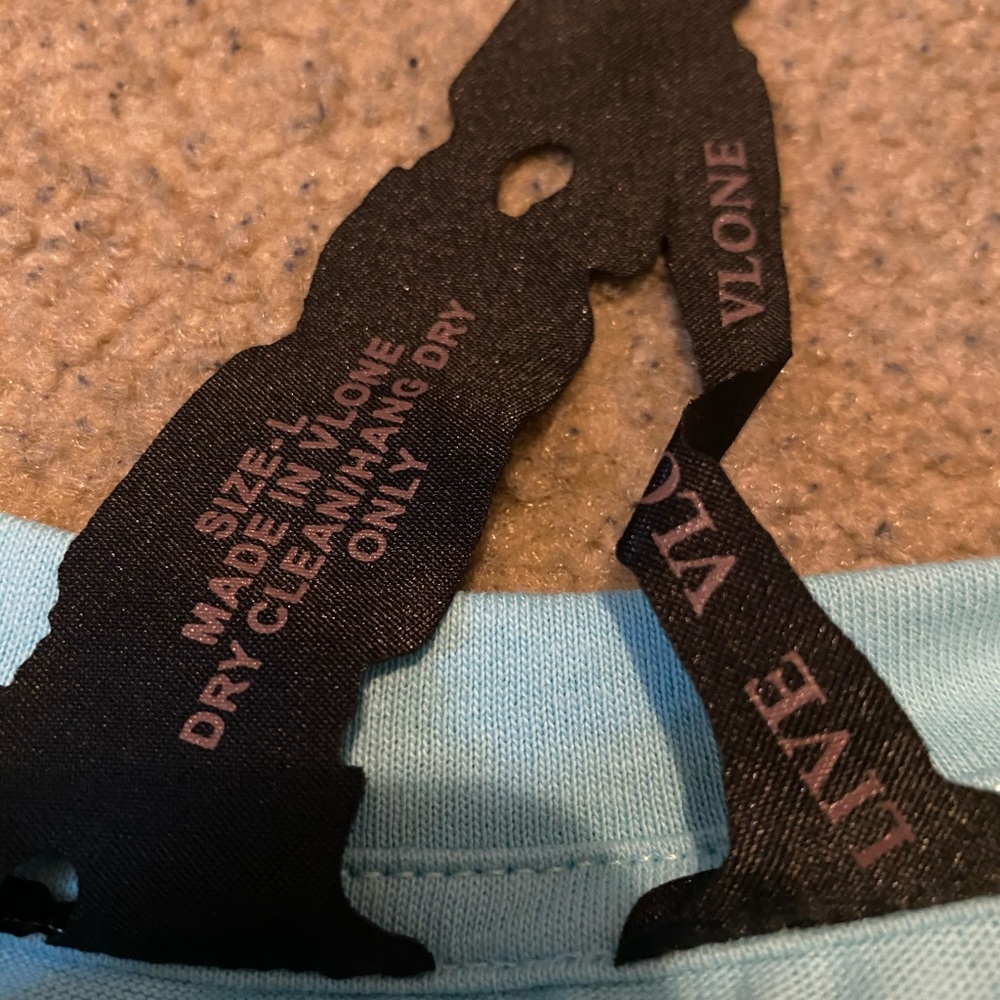 SIZE-L
MADE IN VLONE
DRY CLEAN/HANG DRY
ONLY
VLONE
LIVE VLO